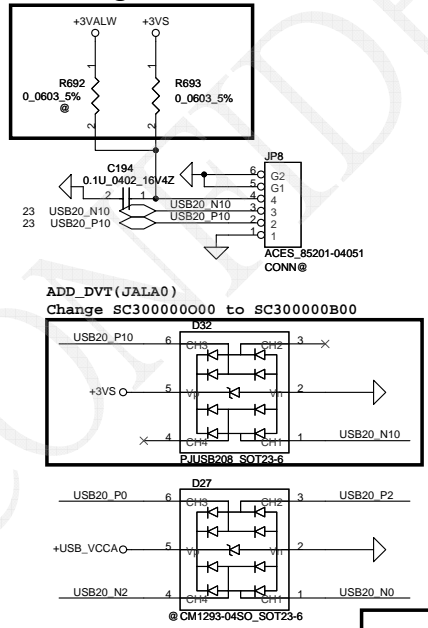 +3VALW +3VS
1 1
R692 R693
0_0603_5% 0_0603_5%
@
2 2
C194
0.1U_0402_16V4Z
2 1
23 USB20_N10
23 USB20_P10
USB20_N10
USB20_P10
JP8
6 G2
5 G1
4 4
3 3
2 2
1 1
ACES_85201-04051
CONN@
ADD_DVT(JALA0)
Change SC300000O00 to SC300000B00
D32
USB20_P10 6 CH3 CH2 3
+3VS 5 Vp Vn 2
4 CH4 CH1 1 USB20_N10
PJUSB208_SOT23-6
D27
USB20_P0 6 CH3 CH2 3 USB20_P2
+USB_VCCA 5 Vp Vn 2
USB20_N2 4 CH4 CH1 1 USB20_N0
@ CM1293-04SO_SOT23-6